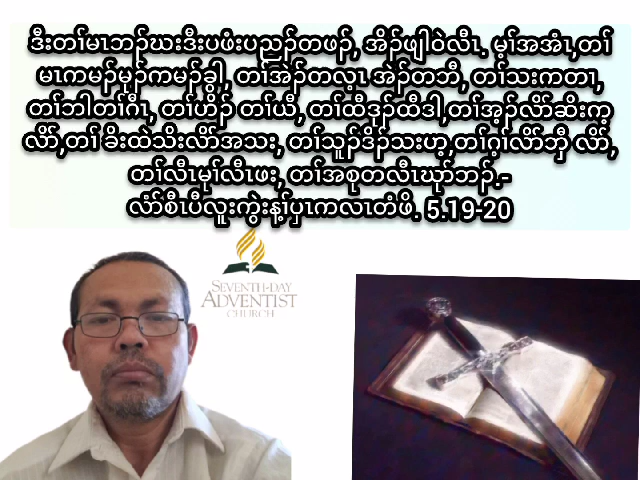 ဒီးတၢ်မၤဘၣ်ဃးဒီးပဖံးပညၣ်တဖၣ်, အိၣ်ဖျါဝဲလီၤ. မ့ၢ်အအံၤ,တၢ်
မၤကမၣ်မုၣ်ကမၣ်ခွါ, တၢ်အဲၣ်တလ့ၤ အဲၣ်တဘီ, တၢ်သးကတၢၤ,
တၢ်ဘါတၢ်ဂီၤ, တၢ်ဟိၣ် တၢ်ယီ, တၢ်ထီဒုၣ်ထီဒါ,တၢ်အ့ၣ်လိာ်ဆိးက့
လိာ်,တၢ် ခိးထဲသိးလိာ်အသး, တၢ်သူၣ်ဒိၣ်သးဟ့,တၢ်ဂ့ၢ်လိာ်ဘှီ လိာ်,
တၢ်လီၤမုၢ်လီၤဖး, တၢ်အစုတလီၤဃုာ်ဘၣ်.-
လံာ်စီၤပီလူးကွဲးန့ၢ်ပှၤကလၤတံဖိ. 5.19-20
SEVENTH-DAY
ADVENTIST
CHURCH